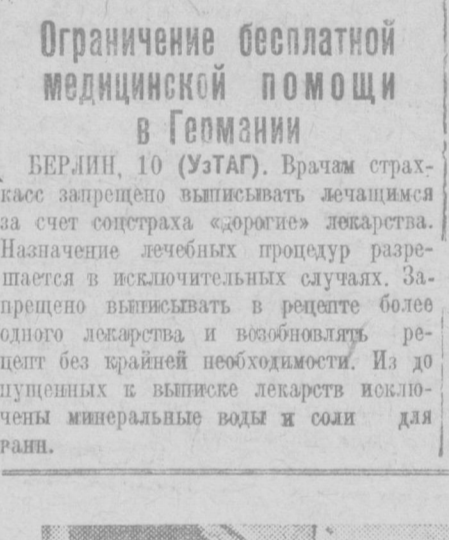 Ограничение бесплатной
медицинской помощи
в Германии
БЕРЛИН, 10 (УзТАГ). Врачам страх-
касс запрещено выписывать лечащимся
за счет соцстраха «дорогие» лекарства.
Назначение лечебных процедур разре-
шается в исключительных случаях. За-
прещено выписывать в рецепте более
одного лекарства и возобновлять ре-
цепт без крайней необходимости. Из до
пущенных к выписке лекарств исклю-
чены минеральные воды и соли для
ванн.